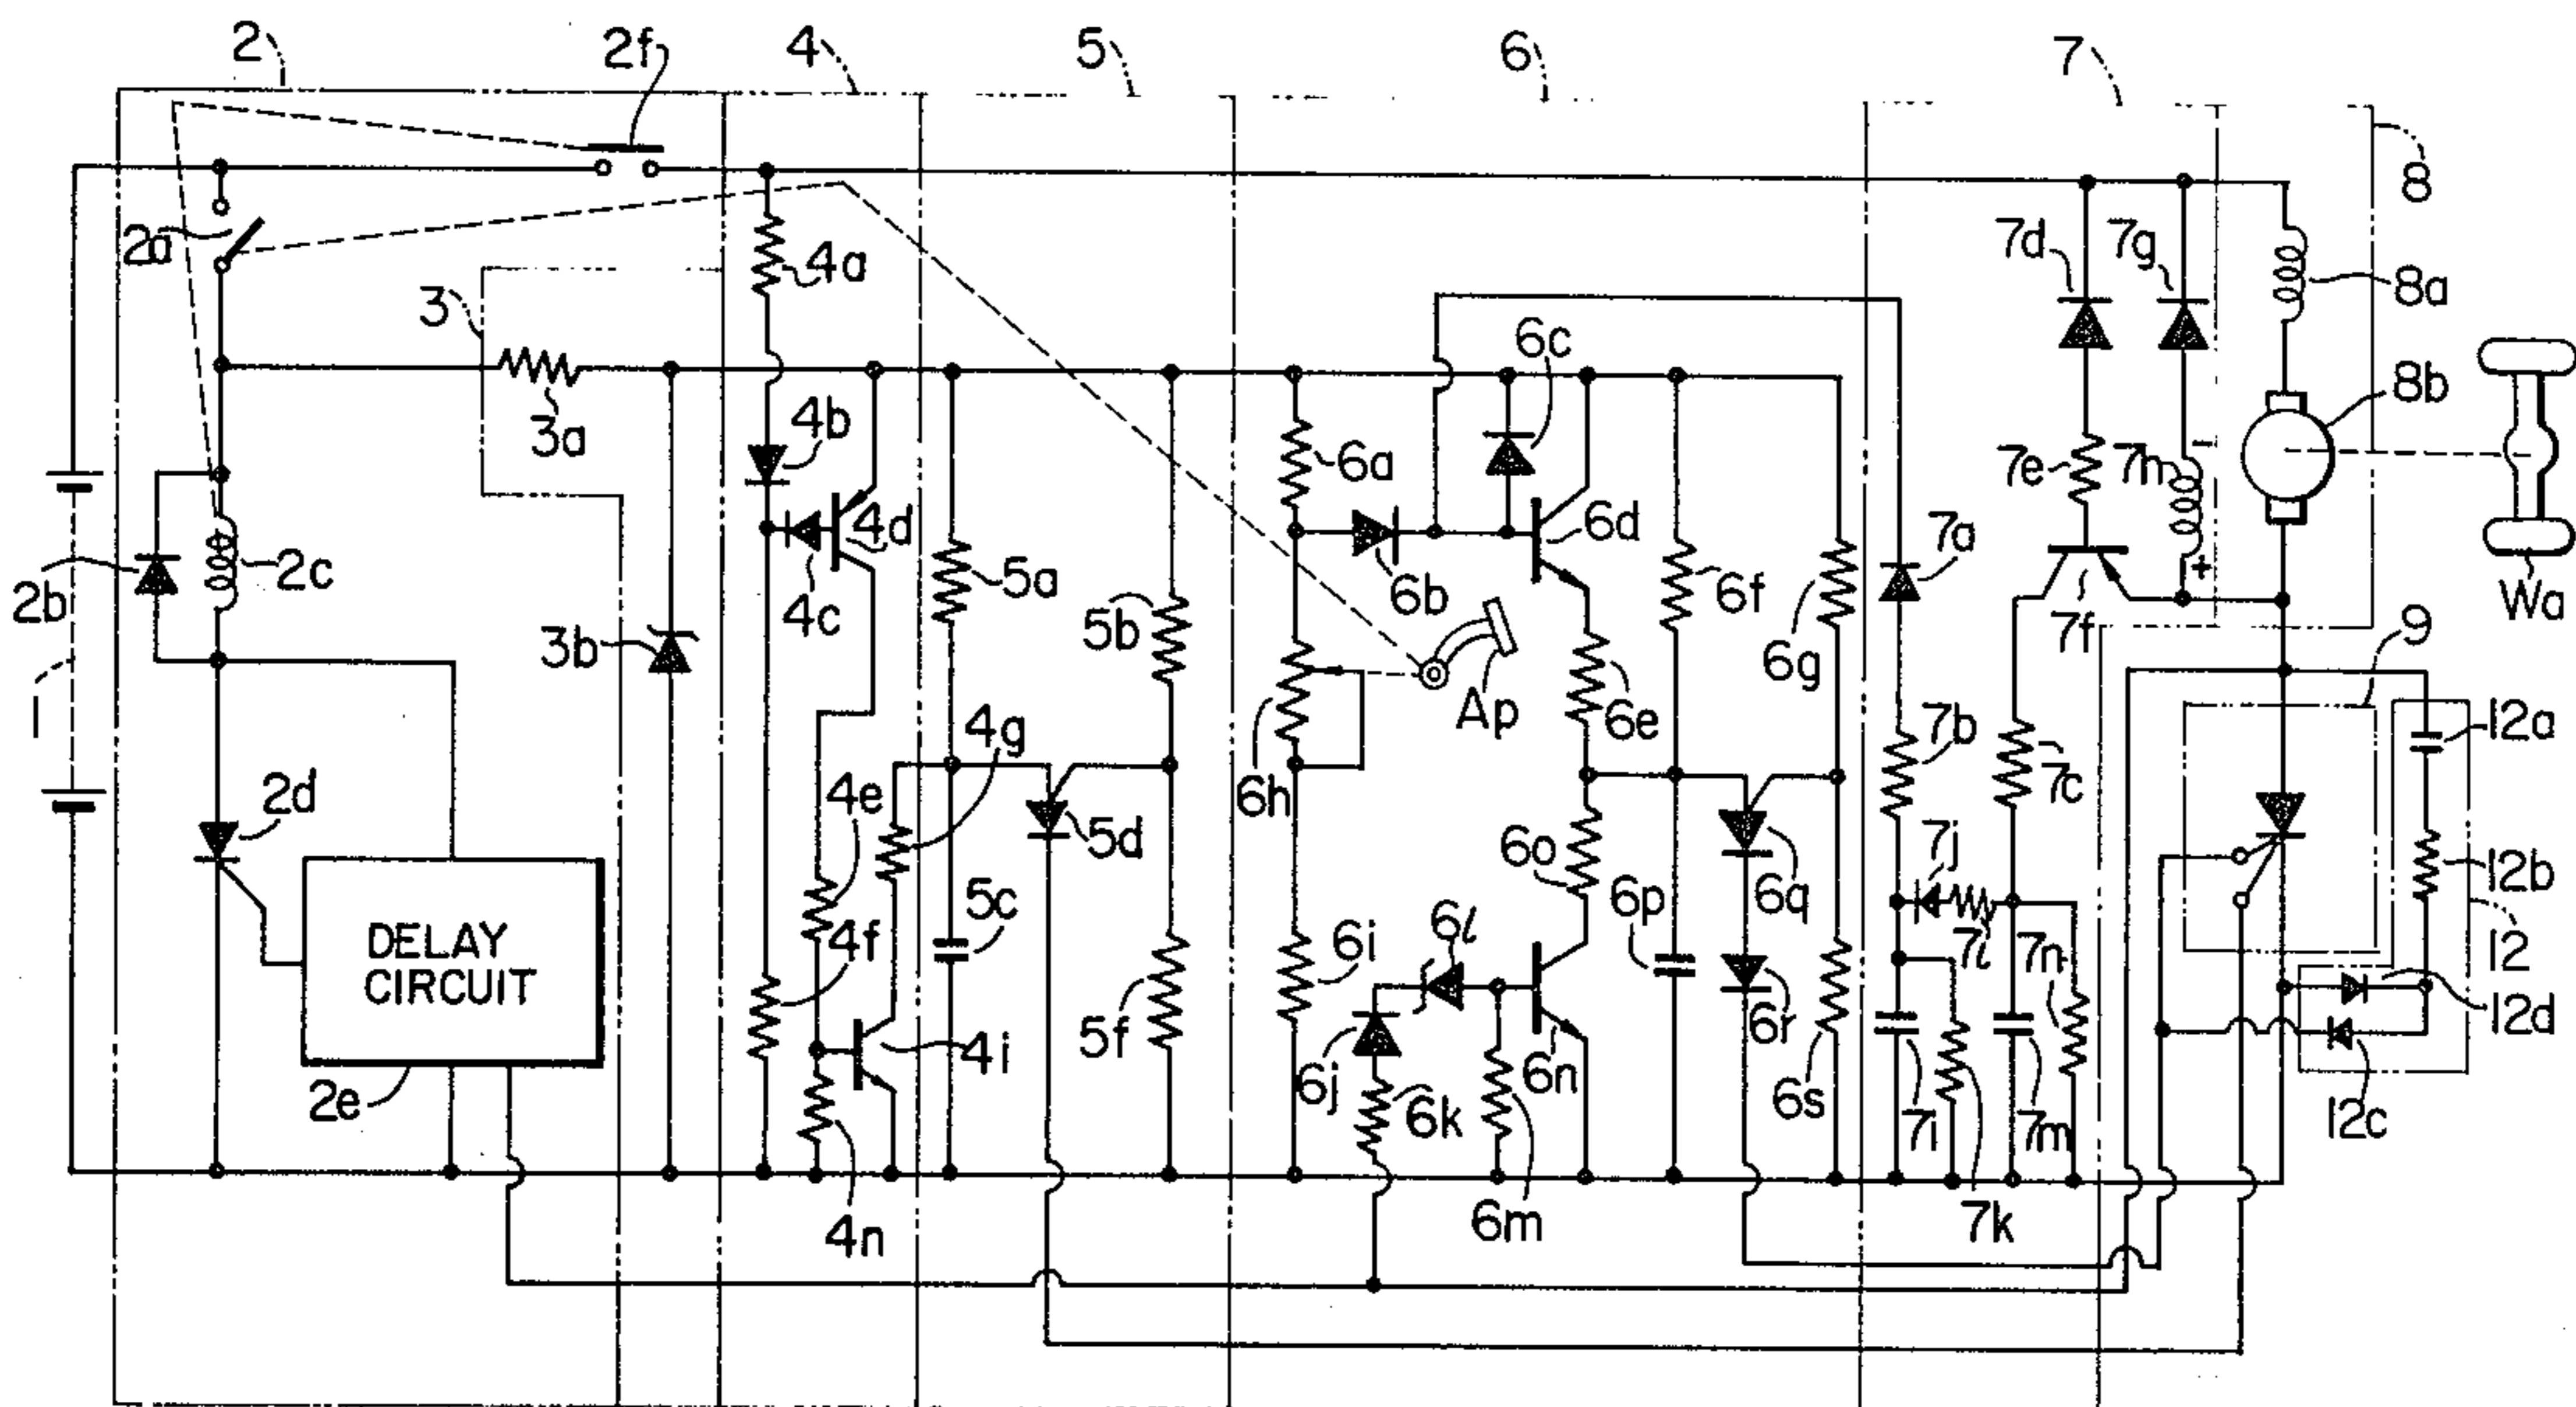 2
2f
4
5
6
7
8
2a
4a
7d
7g
8a
3
6c
8b
3a
4b
6a
-
7e
7h
4d
6d
2c
5a
7a
2b
4c
6b
6f
+
Wa
5b
7f
9
3b
6g
1
4g
Ap
6e
7b
12a
6h
7c
2d
4e
5d
6o
7j
12b
5c
6p
6q
DELAY
CIRCUIT
4f
6i
6l
7l
7n
12
5f
4i
6r
12d
6j
6n
2e
6k
6s
7i
7m
12c
4n
6m
7k